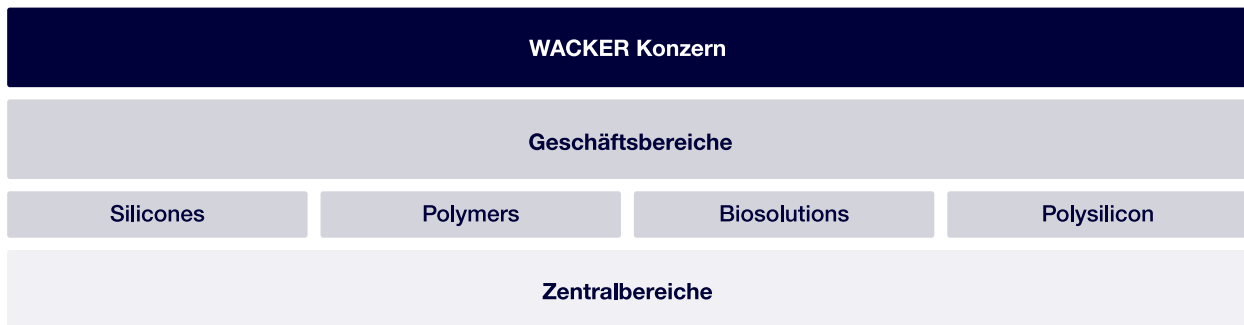 WACKER Konzern
Geschäftsbereiche
Silicones Polymers Biosolutions Polysilicon
Zentralbereiche